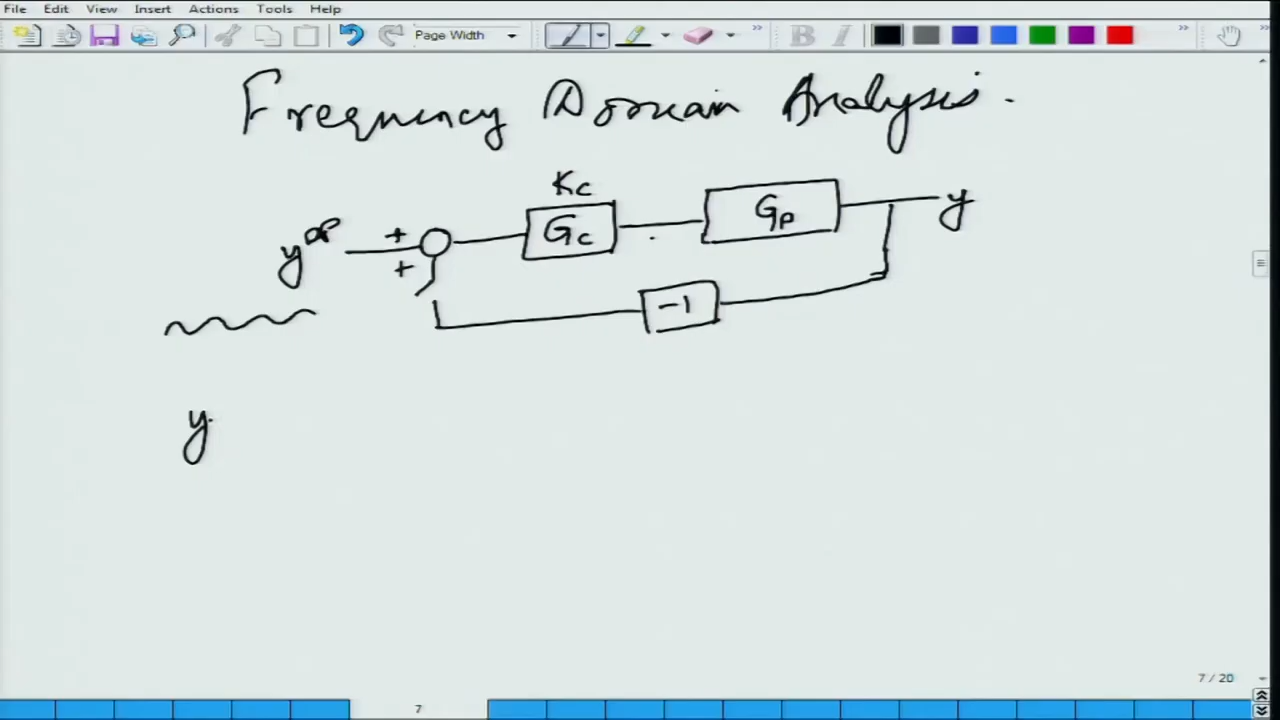 File Edit View Insert Actions Tools Help
Page Width
B I
Frequency Domain Analysis.
Kc
y + Gc Gp y
+
-1
y
7 / 20
7